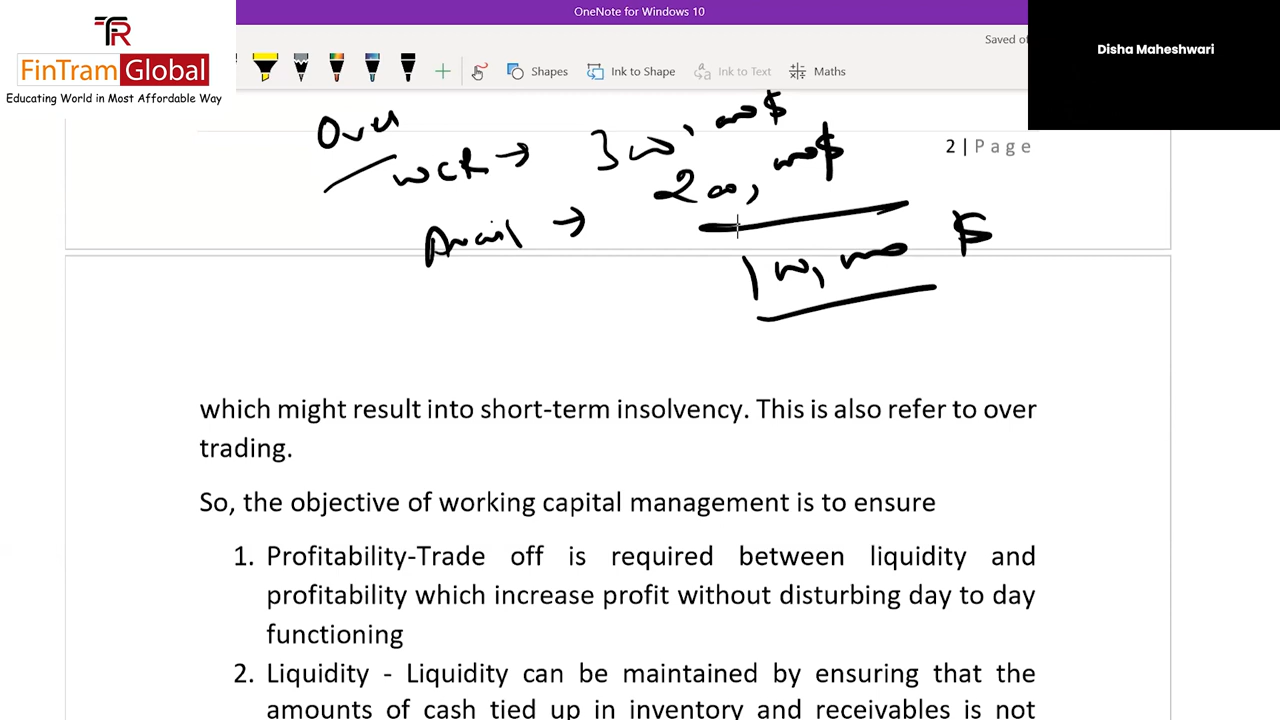 OneNote for Windows 10
TR
FinTram Global
Educating World in Most Affordable Way
Saved of
Disha Maheshwari
Shapes
Ink to Shape
Ink to Text
Maths
Over
WCR → 300,000$
Avail → 200,000$
100,000 $
2 | Page
which might result into short-term insolvency. This is also refer to over
trading.
So, the objective of working capital management is to ensure
1. Profitability-Trade off is required between liquidity and
profitability which increase profit without disturbing day to day
functioning
2. Liquidity - Liquidity can be maintained by ensuring that the
amounts of cash tied up in inventory and receivables is not